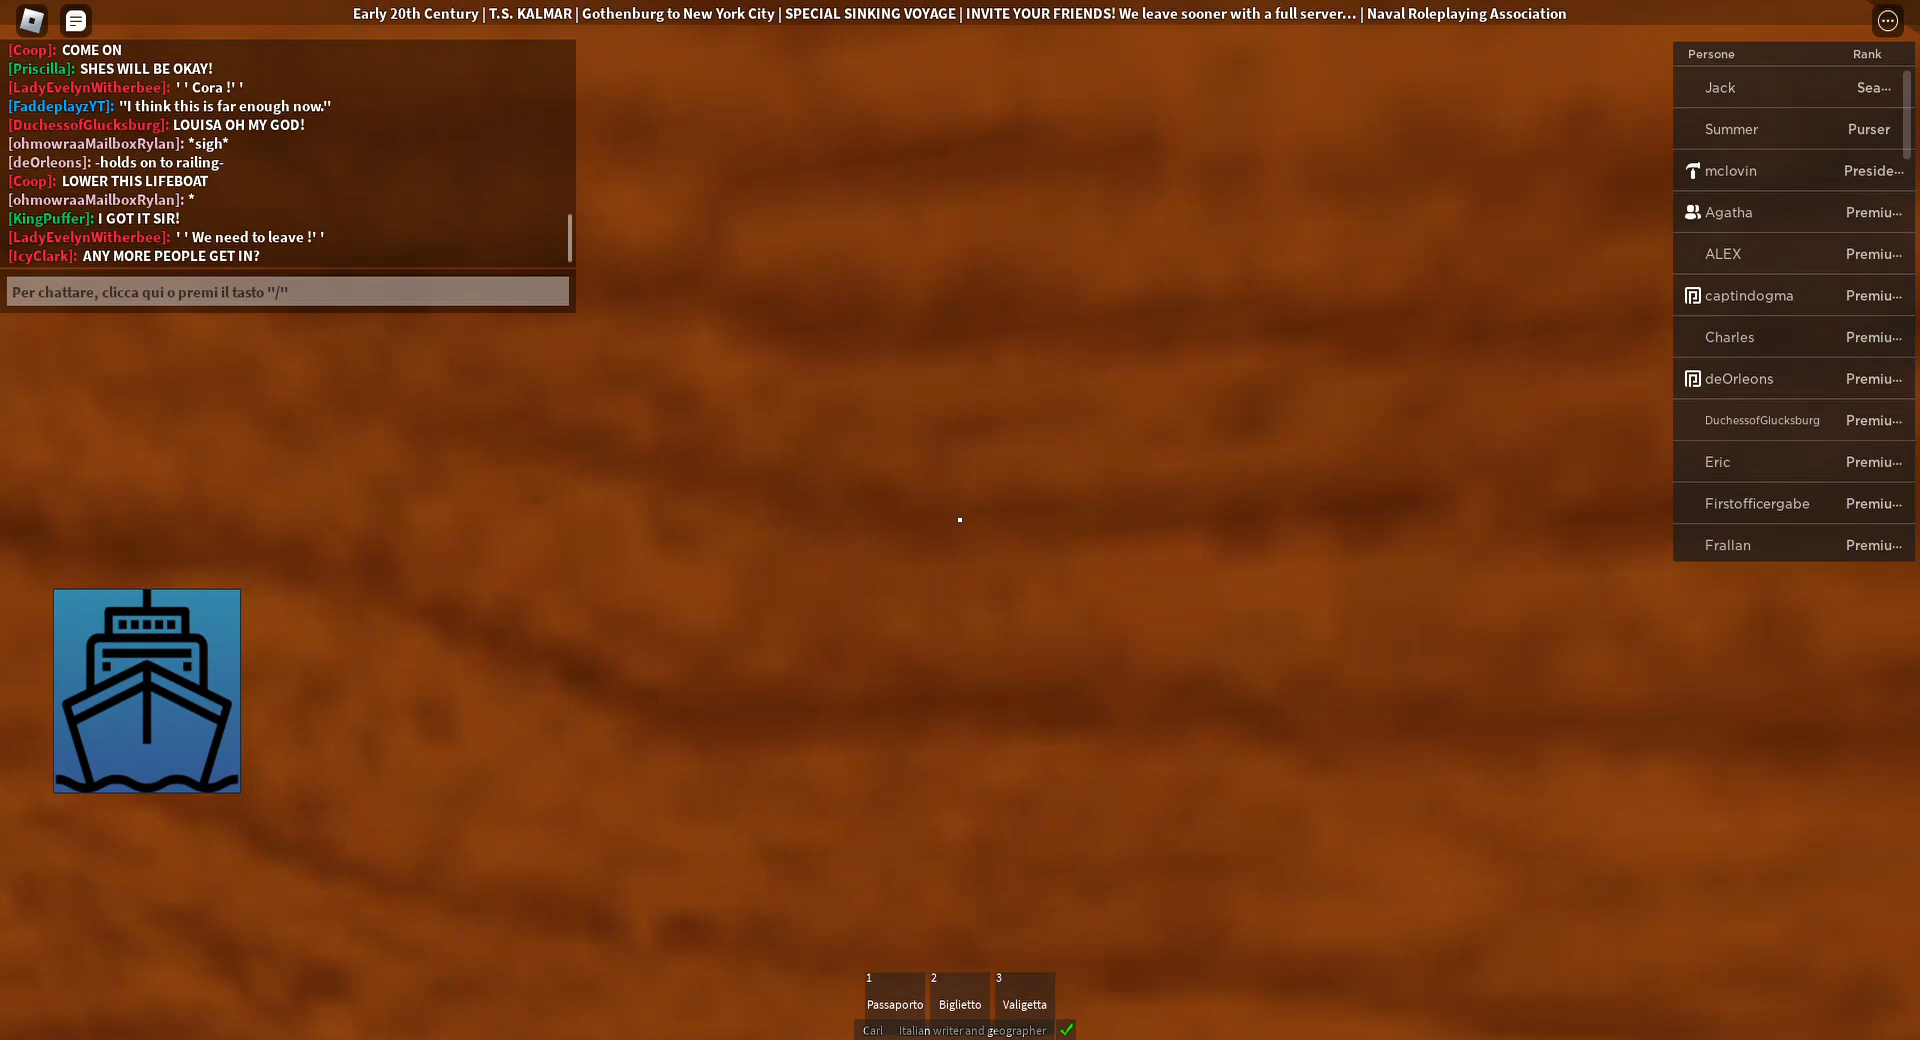 Early 20th Century | T.S. KALMAR | Gothenburg to New York City | SPECIAL SINKING VOYAGE | INVITE YOUR FRIENDS! We leave sooner with a full server... | Naval Roleplaying Association
[Coop]: COME ON
[Priscilla]: SHES WILL BE OKAY!
[LadyEvelynWitherbee]: ' ' Cora !' '
[FaddeplayzYT]: "I think this is far enough now."
[DuchessofGlucksburg]: LOUISA OH MY GOD!
[ohmowraaMailboxRylan]: *sigh*
[deOrleons]: -holds on to railing-
[Coop]: LOWER THIS LIFEBOAT
[ohmowraaMailboxRylan]: *
[KingPuffer]: I GOT IT SIR!
[LadyEvelynWitherbee]: ' ' We need to leave !' '
[IcyClark]: ANY MORE PEOPLE GET IN?
Per chattare, clicca qui o premi il tasto "/"
Persone Rank
Jack Sea...
Summer Purser
mclovin Preside...
Agatha Premiu...
ALEX Premiu...
captindogma Premiu...
Charles Premiu...
deOrleons Premiu...
DuchessofGlucksburg Premiu...
Eric Premiu...
Firstofficergabe Premiu...
Frallan Premiu...
1 2 3
Passaporto Biglietto Valigetta
Carl Italian writer and geographer